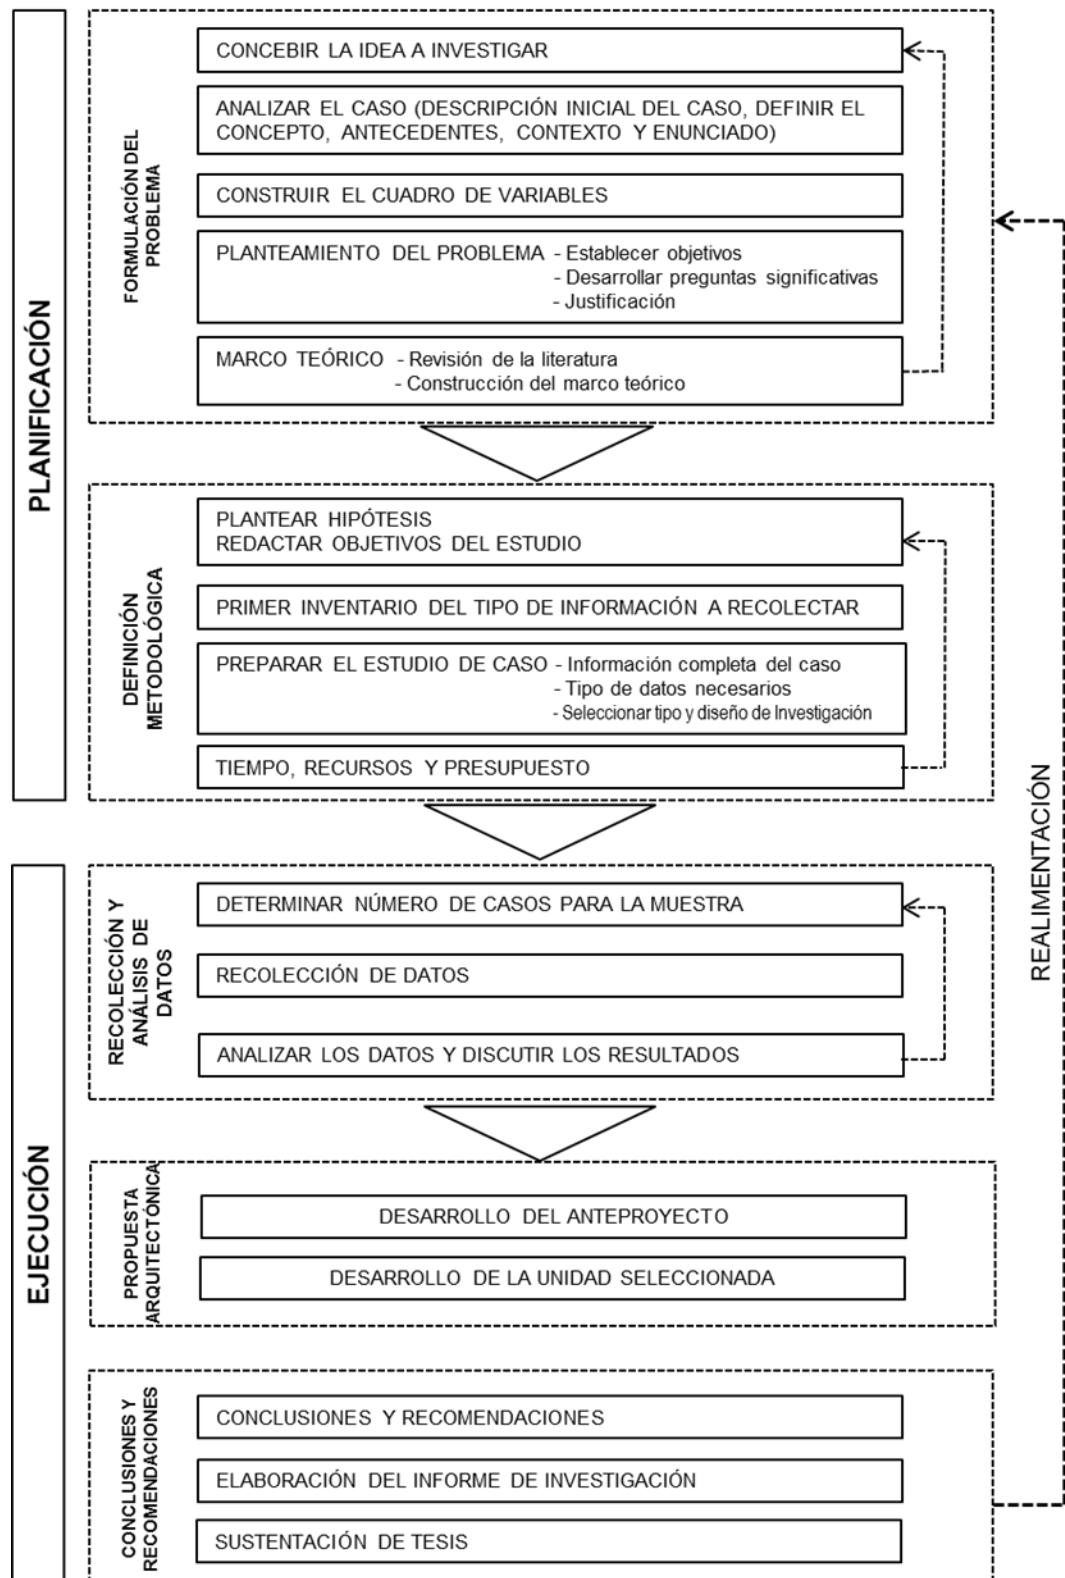 PLANIFICACIÓN
FORMULACIÓN DEL
PROBLEMA
CONCEBIR LA IDEA A INVESTIGAR
ANALIZAR EL CASO (DESCRIPCIÓN INICIAL DEL CASO, DEFINIR EL
CONCEPTO, ANTECEDENTES, CONTEXTO Y ENUNCIADO)
CONSTRUIR EL CUADRO DE VARIABLES
PLANTEAMIENTO DEL PROBLEMA - Establecer objetivos
- Desarrollar preguntas significativas
- Justificación
MARCO TEÓRICO - Revisión de la literatura
- Construcción del marco teórico
DEFINICIÓN
METODOLÓGICA
PLANTEAR HIPÓTESIS
REDACTAR OBJETIVOS DEL ESTUDIO
PRIMER INVENTARIO DEL TIPO DE INFORMACIÓN A RECOLECTAR
PREPARAR EL ESTUDIO DE CASO - Información completa del caso
- Tipo de datos necesarios
- Seleccionar tipo y diseño de Investigación
TIEMPO, RECURSOS Y PRESUPUESTO
REALIMENTACIÓN
EJECUCIÓN
RECOLECCIÓN Y
ANÁLISIS DE
DATOS
DETERMINAR NÚMERO DE CASOS PARA LA MUESTRA
RECOLECCIÓN DE DATOS
ANALIZAR LOS DATOS Y DISCUTIR LOS RESULTADOS
PROPUESTA
ARQUITECTÓNICA
DESARROLLO DEL ANTEPROYECTO
DESARROLLO DE LA UNIDAD SELECCIONADA
CONCLUSIONES Y
RECOMENDACIONES
CONCLUSIONES Y RECOMENDACIONES
ELABORACIÓN DEL INFORME DE INVESTIGACIÓN
SUSTENTACIÓN DE TESIS